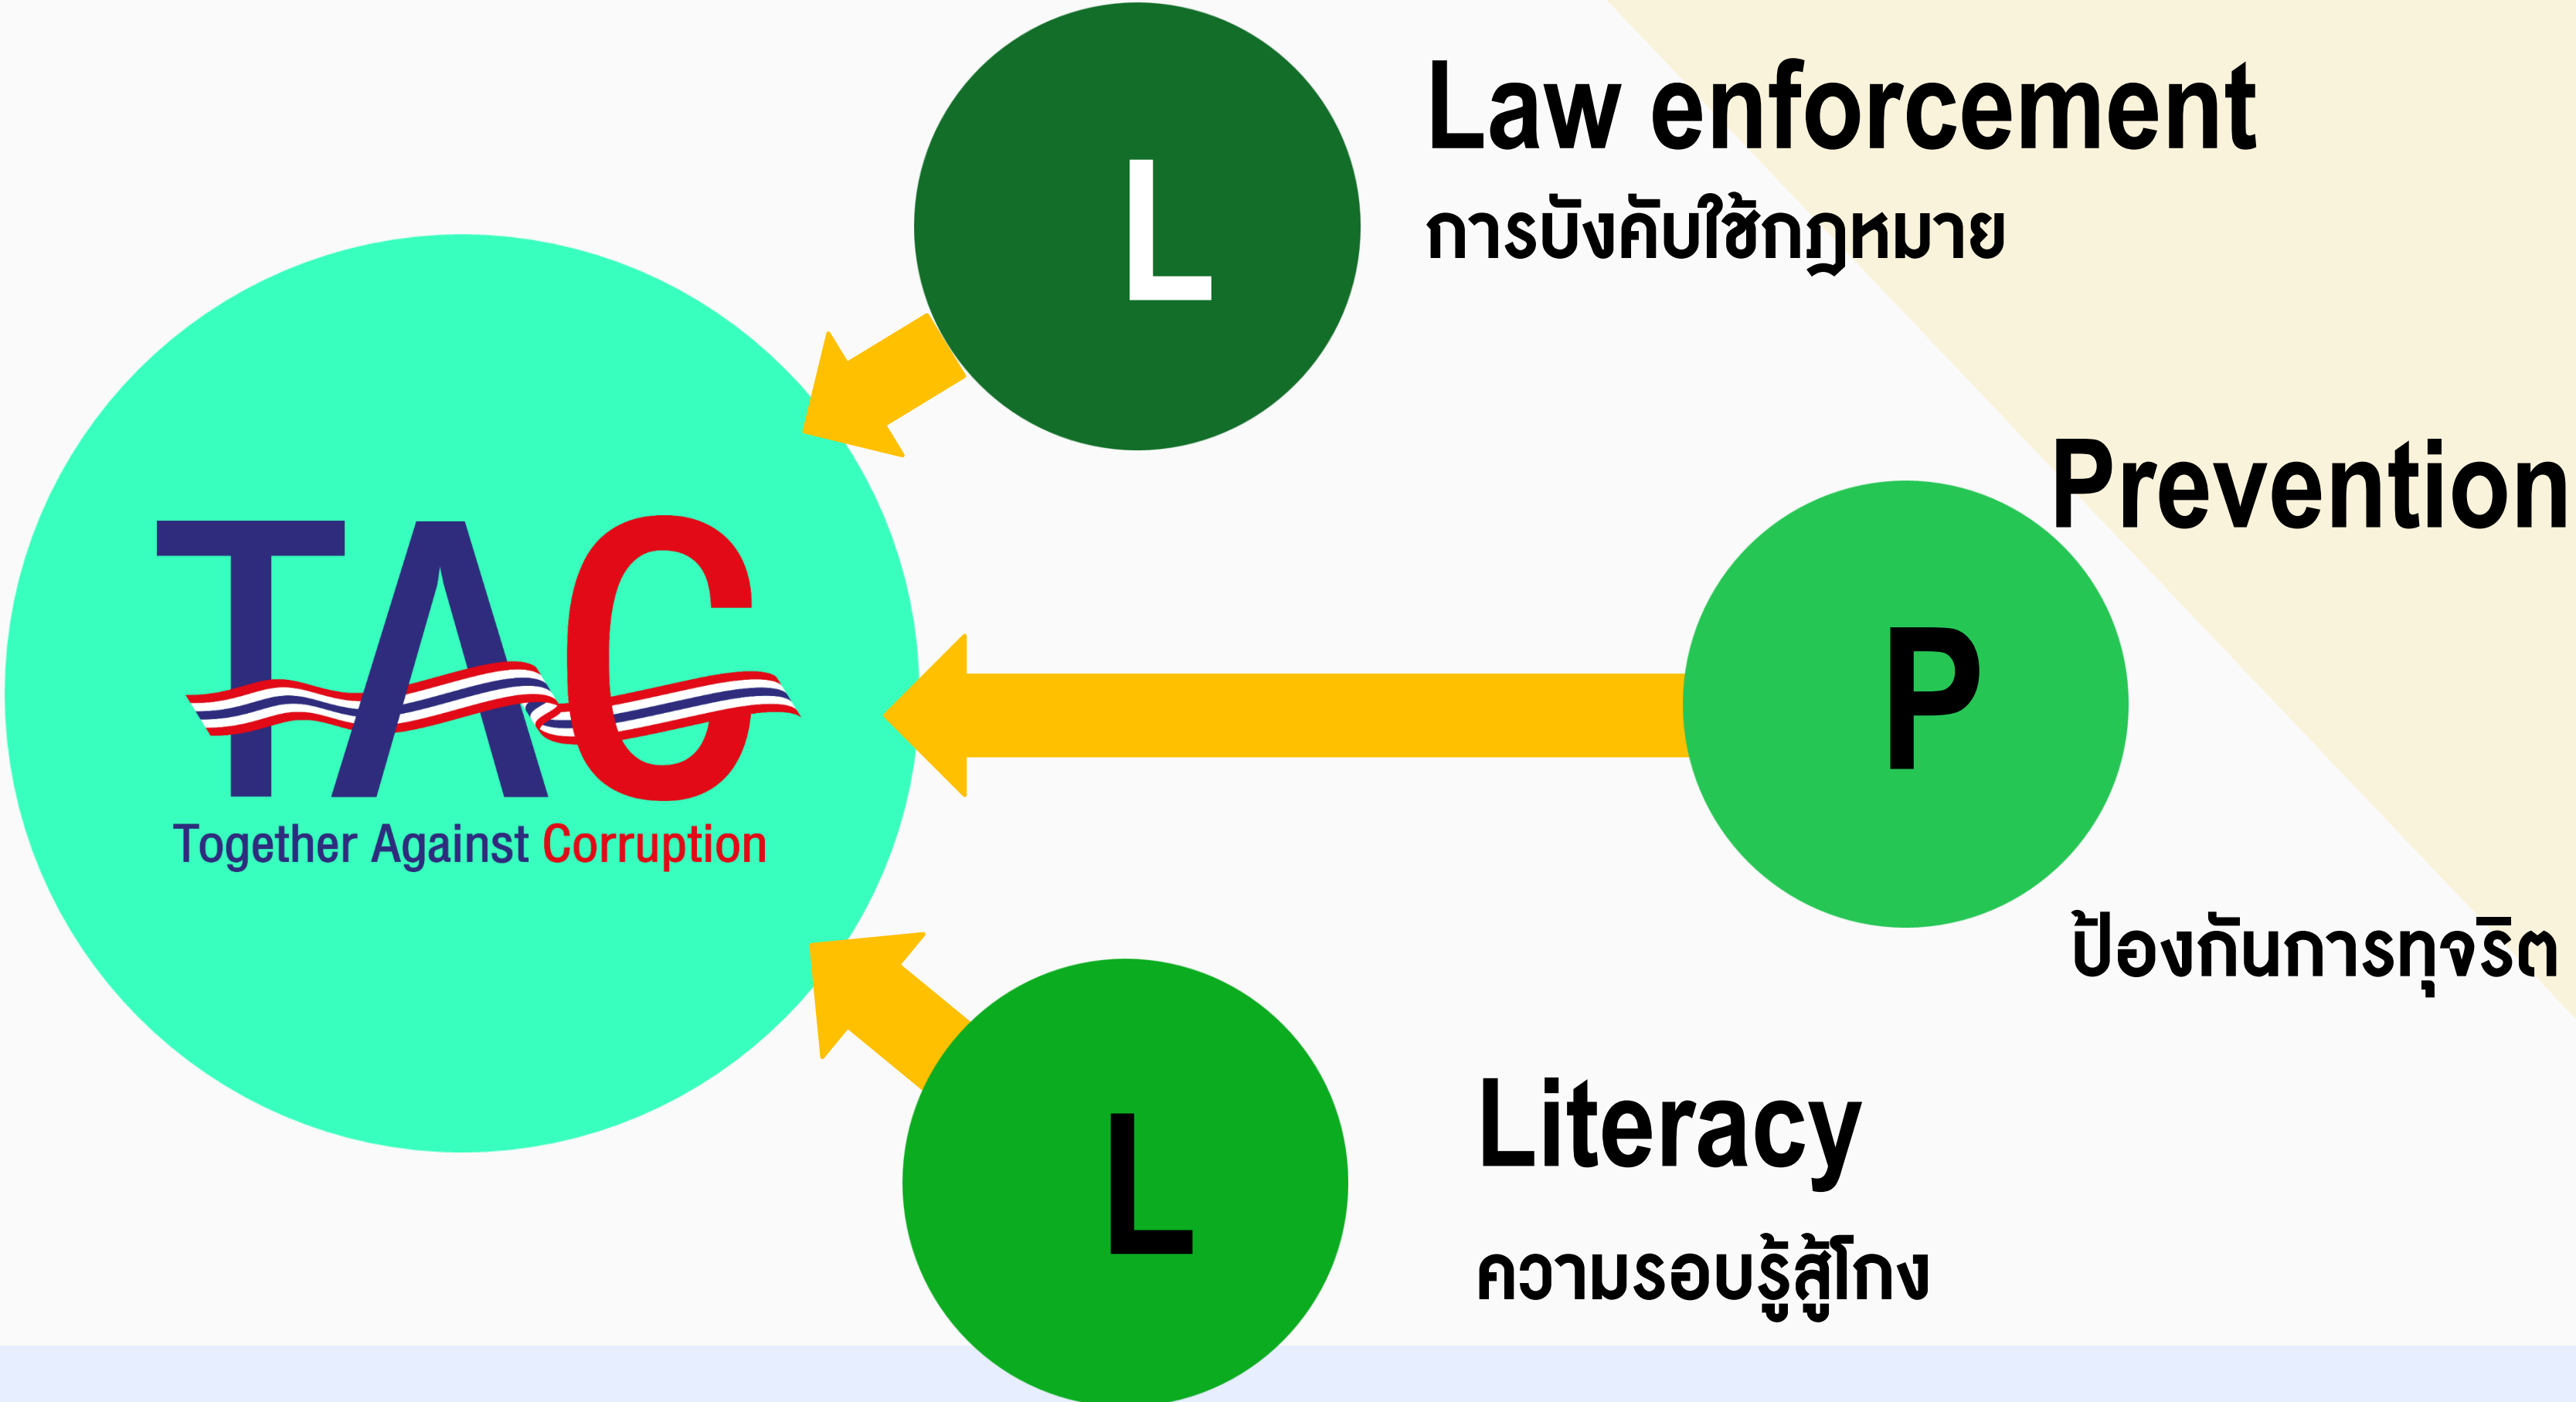 L
Law enforcement
การบังคับใช้กฎหมาย
TAC
Together Against Corruption
P
Prevention
ป้องกันการทุจริต
L
Literacy
ความรอบรู้สู้โกง